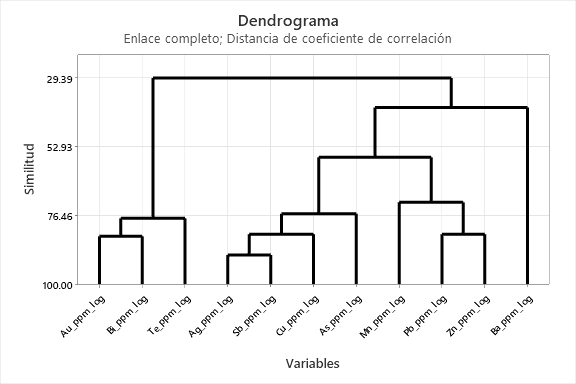 Dendrograma
Enlace completo; Distancia de coeficiente de correlación
29.39
52.93
76.46
100.00
Similitud
Au_ppm_log
Bi_ppm_log
Te_ppm_log
Ag_ppm_log
Sb_ppm_log
Cu_ppm_log
As_ppm_log
Mn_ppm_log
Pb_ppm_log
Zn_ppm_log
Ba_ppm_log
Variables